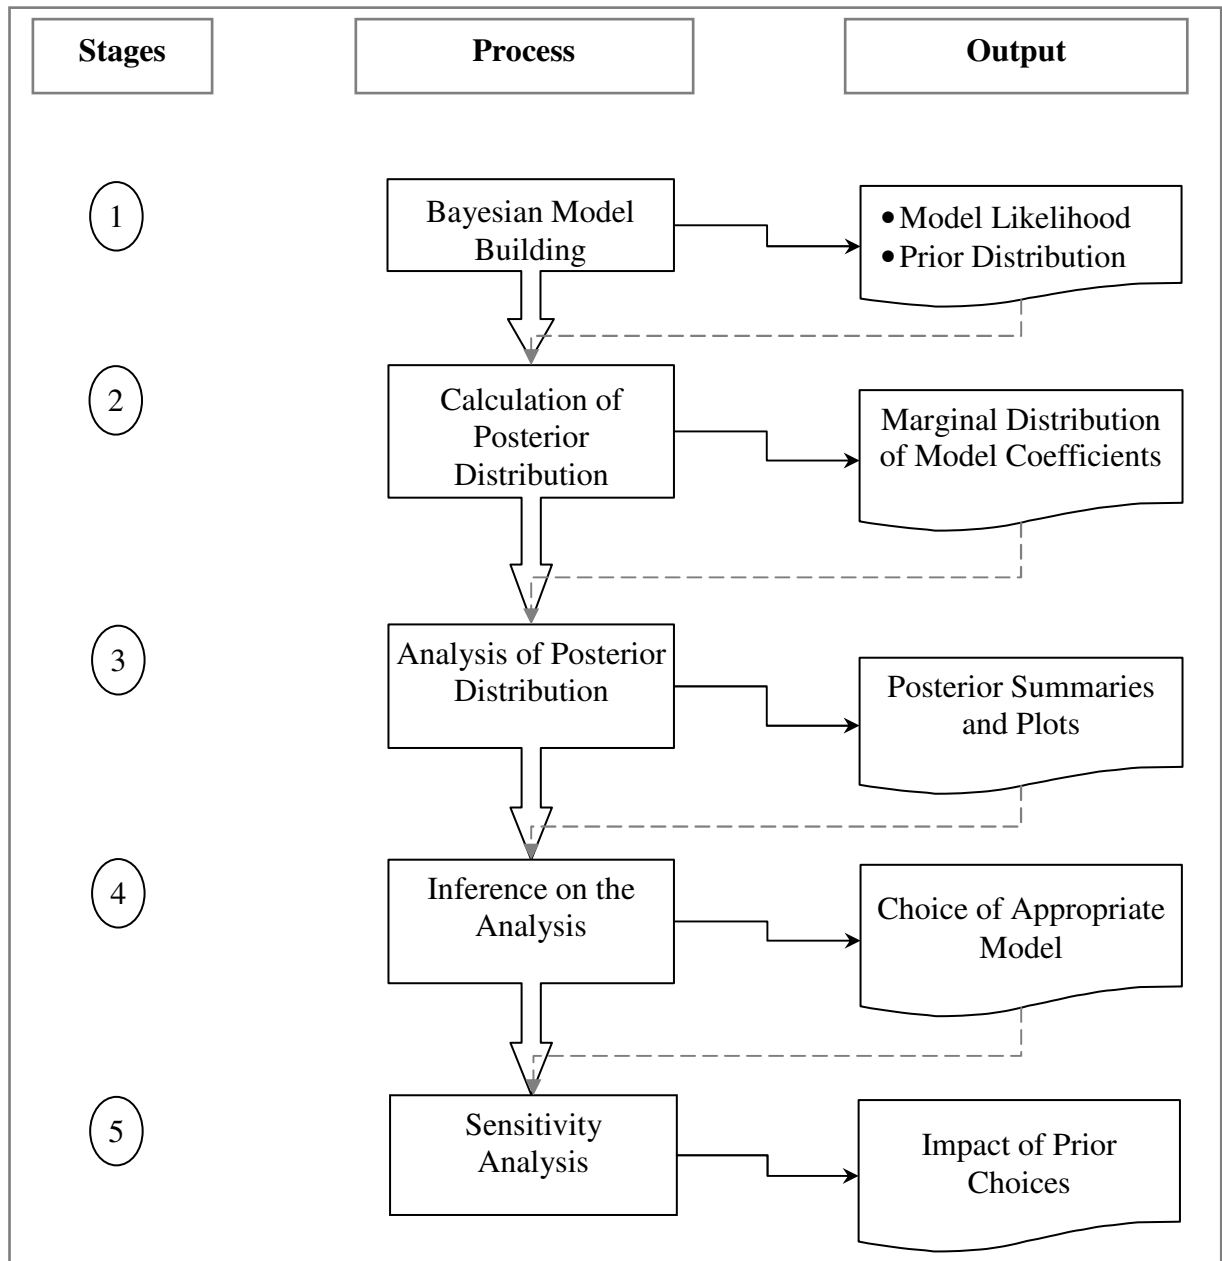 Stages
Process
Output
1
Bayesian Model
Building
• Model Likelihood
• Prior Distribution
2
Calculation of
Posterior
Distribution
Marginal Distribution
of Model Coefficients
3
Analysis of Posterior
Distribution
Posterior Summaries
and Plots
4
Inference on the
Analysis
Choice of Appropriate
Model
5
Sensitivity
Analysis
Impact of Prior
Choices